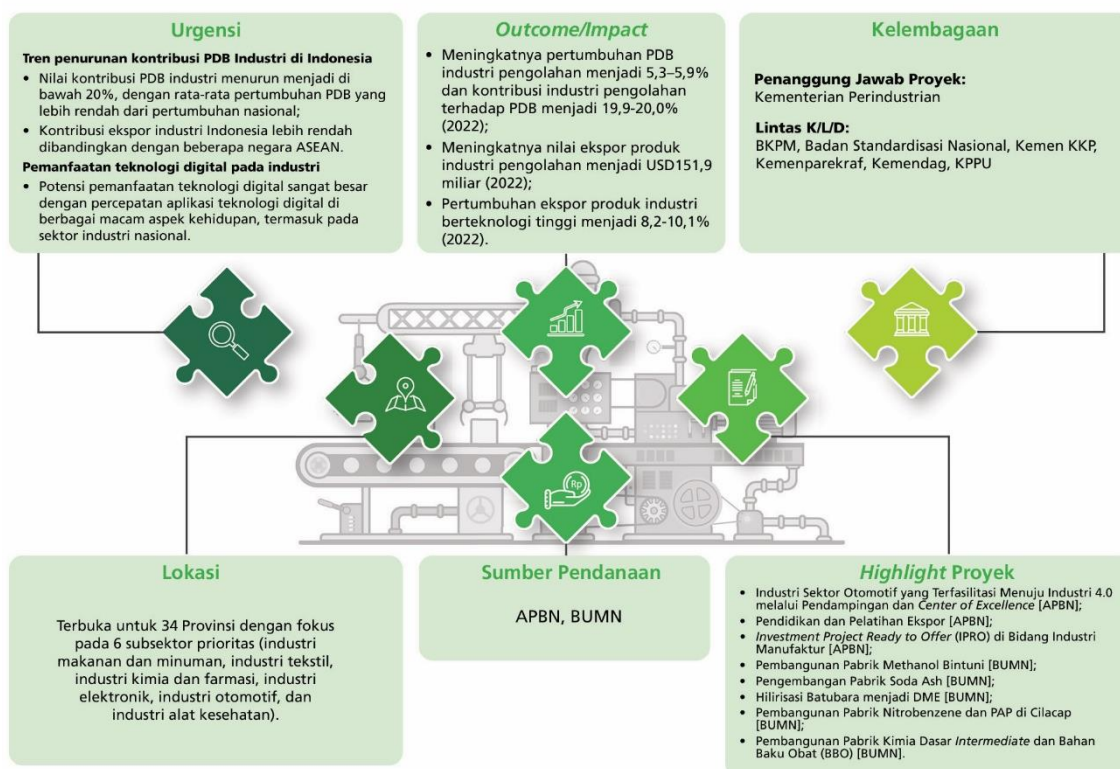 Urgensi
Tren penurunan kontribusi PDB Industri di Indonesia
• Nilai kontribusi PDB industri menurun menjadi di
bawah 20%, dengan rata-rata pertumbuhan PDB yang
lebih rendah dari pertumbuhan nasional;
• Kontribusi ekspor industri Indonesia lebih rendah
dibandingkan dengan beberapa negara ASEAN.
Pemanfaatan teknologi digital pada industri
• Potensi pemanfaatan teknologi digital sangat besar
dengan percepatan aplikasi teknologi digital di
berbagai macam aspek kehidupan, termasuk pada
sektor industri nasional.
Outcome/Impact
• Meningkatnya pertumbuhan PDB
industri pengolahan menjadi 5,3–5,9%
dan kontribusi industri pengolahan
terhadap PDB menjadi 19,9-20,0%
(2022);
• Meningkatnya nilai ekspor produk
industri pengolahan menjadi USD151,9
miliar (2022);
• Pertumbuhan ekspor produk industri
berteknologi tinggi menjadi 8,2-10,1%
(2022).
Kelembagaan
Penanggung Jawab Proyek:
Kementerian Perindustrian
Lintas K/L/D:
BKPM, Badan Standardisasi Nasional, Kemen KKP,
Kemenparekraf, Kemendag, KPPU
Rp
Lokasi
Terbuka untuk 34 Provinsi dengan fokus
pada 6 subsektor prioritas (industri
makanan dan minuman, industri tekstil,
industri kimia dan farmasi, industri
elektronik, industri otomotif, dan
industri alat kesehatan).
Sumber Pendanaan
APBN, BUMN
Highlight Proyek
• Industri Sektor Otomotif yang Terfasilitasi Menuju Industri 4.0
melalui Pendampingan dan Center of Excellence [APBN];
• Pendidikan dan Pelatihan Ekspor [APBN];
• Investment Project Ready to Offer (IPRO) di Bidang Industri
Manufaktur [APBN];
• Pembangunan Pabrik Methanol Bintuni [BUMN];
• Pengembangan Pabrik Soda Ash [BUMN];
• Hilirisasi Batubara menjadi DME [BUMN];
• Pembangunan Pabrik Nitrobenzene dan PAP di Cilacap
[BUMN];
• Pembangunan Pabrik Kimia Dasar Intermediate dan Bahan
Baku Obat (BBO) [BUMN].